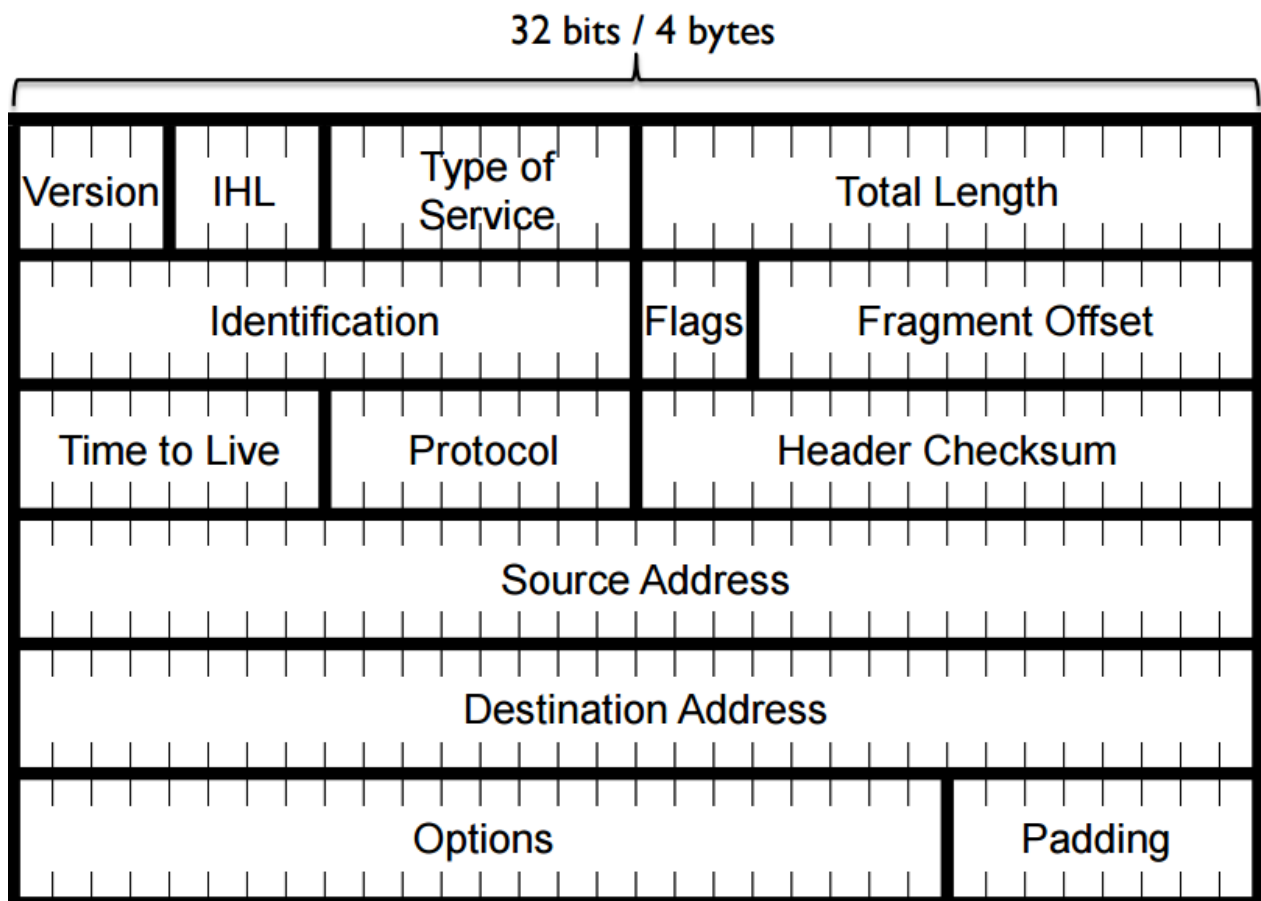 32 bits / 4 bytes
Version IHL Type of Service Total Length
Identification Flags Fragment Offset
Time to Live Protocol Header Checksum
Source Address
Destination Address
Options Padding